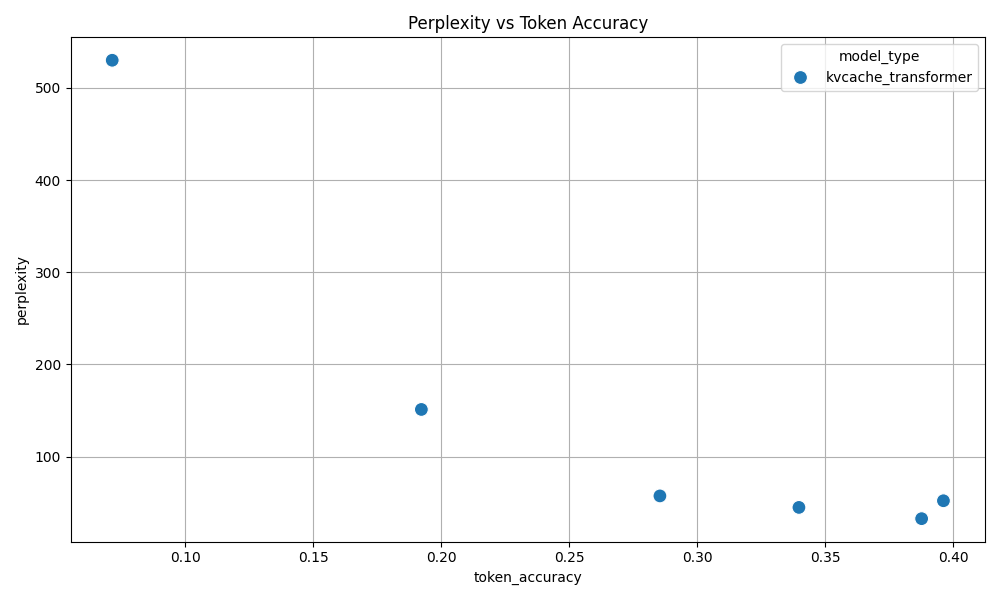 Perplexity vs Token Accuracy
model_type
kvcache_transformer
500
400
300
200
100
perplexity
0.10 0.15 0.20 0.25 0.30 0.35 0.40
token_accuracy